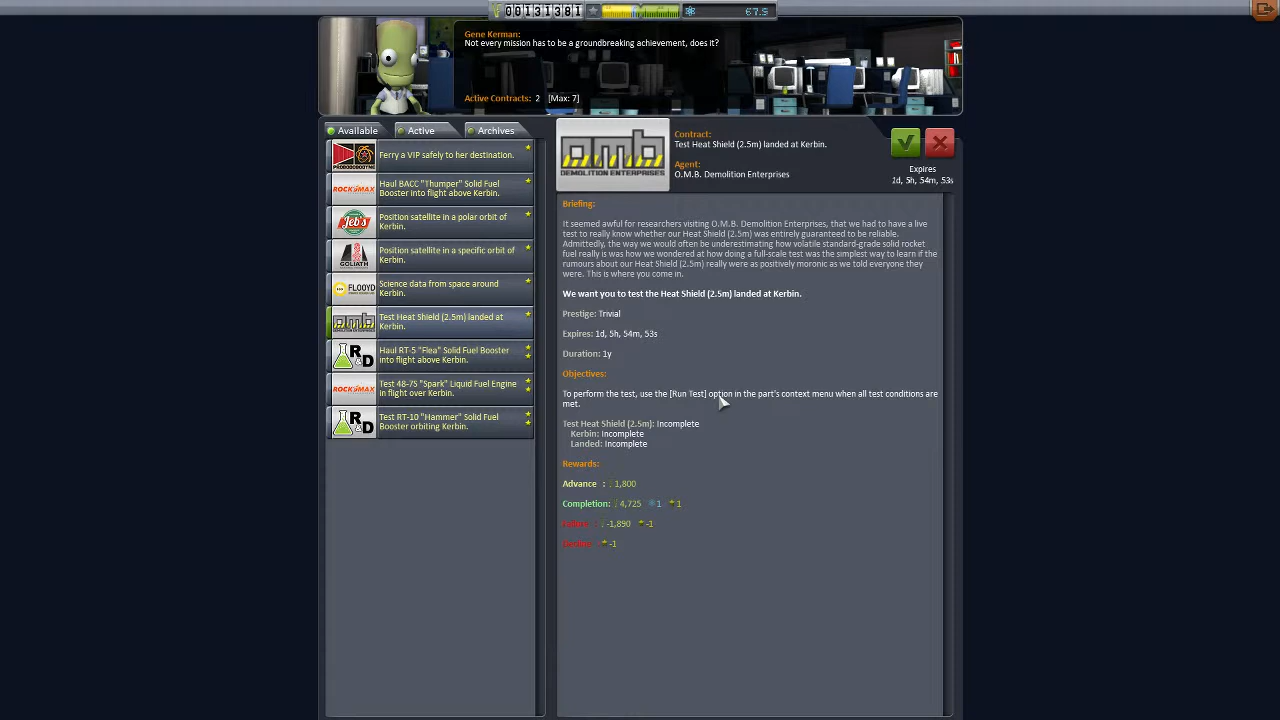 00131381
67.5
Gene Kerman:
Not every mission has to be a groundbreaking achievement, does it?
Active Contracts: 2 [Max: 7]
Available
Active
Archives
PROBODOBODYNE
Ferry a VIP safely to her destination.
ROCKOMAX
Haul BACC "Thumper" Solid Fuel
Booster into flight above Kerbin.
Jeb's
Position satellite in a polar orbit of
Kerbin.
GOLIATH
Position satellite in a specific orbit of
Kerbin.
FLOOYD
Science data from space around
Kerbin.
omb
Test Heat Shield (2.5m) landed at
Kerbin.
R&D
Haul RT-5 "Flea" Solid Fuel Booster
into flight above Kerbin.
ROCKOMAX
Test 48-7S "Spark" Liquid Fuel Engine
in flight over Kerbin.
R&D
Test RT-10 "Hammer" Solid Fuel
Booster orbiting Kerbin.
omb
DEMOLITION ENTERPRISES
Contract:
Test Heat Shield (2.5m) landed at Kerbin.
Agent:
O.M.B. Demolition Enterprises
Expires
1d, 5h, 54m, 53s
Briefing:
It seemed awful for researchers visiting O.M.B. Demolition Enterprises, that we had to have a live
test to really know whether our Heat Shield (2.5m) was entirely guaranteed to be reliable.
Admittedly, the way we would often be underestimating how volatile standard-grade solid rocket
fuel really is was how we wondered at how doing a full-scale test was the simplest way to learn if the
rumours about our Heat Shield (2.5m) really were as positively moronic as we told everyone they
were. This is where you come in.
We want you to test the Heat Shield (2.5m) landed at Kerbin.
Prestige: Trivial
Expires: 1d, 5h, 54m, 53s
Duration: 1y
Objectives:
To perform the test, use the [Run Test] option in the part's context menu when all test conditions are
met.
Test Heat Shield (2.5m): Incomplete
Kerbin: Incomplete
Landed: Incomplete
Rewards:
Advance : 1,800
Completion: 4,725 1 1
Failure : -1,890 -1
Decline : -1